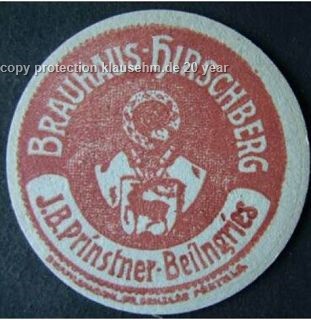 copy protection klausehm.de 20 year
BRAUHAUS-HIRSCHBERG
J.B. Prinstner-Beilngries